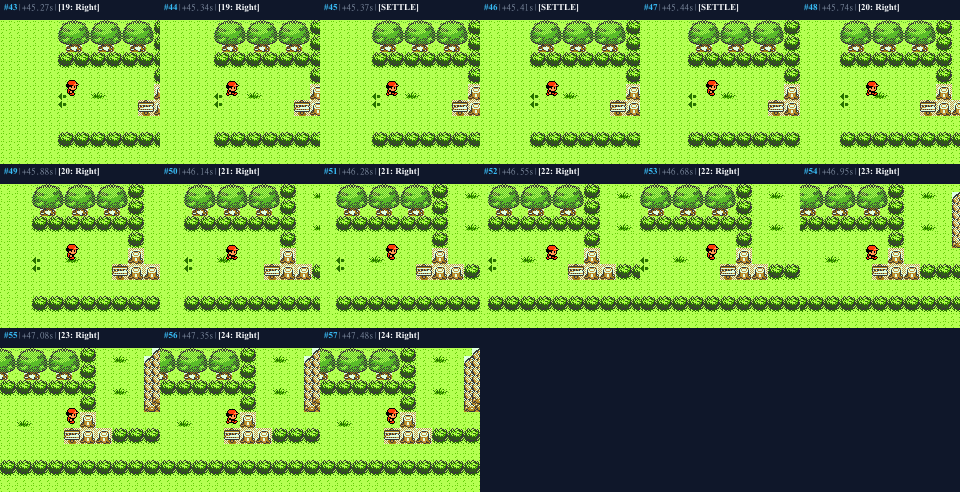 #43|+45.27s|[19: Right]
#44|+45.34s|[19: Right]
#45|+45.37s|[SETTLE]
#46|+45.41s|[SETTLE]
#47|+45.44s|[SETTLE]
#48|+45.74s|[20: Right]
#49|+45.88s|[20: Right]
#50|+46.14s|[21: Right]
#51|+46.28s|[21: Right]
#52|+46.55s|[22: Right]
#53|+46.68s|[22: Right]
#54|+46.95s|[23: Right]
#55|+47.08s|[23: Right]
#56|+47.35s|[24: Right]
#57|+47.48s|[24: Right]